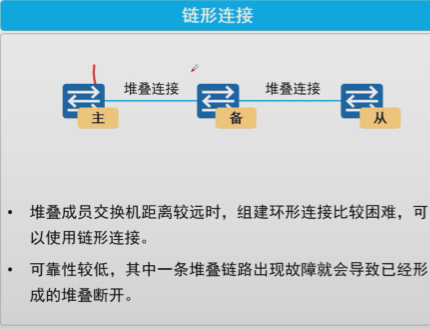 链形连接
堆叠连接
堆叠连接
主
备
从
• 堆叠成员交换机距离较远时，组建环形连接比较困难，可
以使用链形连接。
• 可靠性较低，其中一条堆叠链路出现故障就会导致已经形
成的堆叠断开。